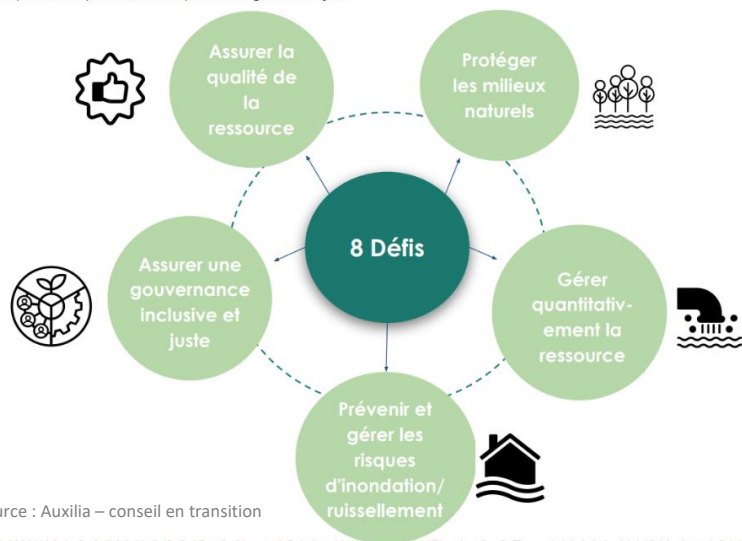 Assurer la
qualité de
la
ressource
Protéger
les milieux
naturels
8 Défis
Assurer une
gouvernance
inclusive et
juste
Gérer
quantitativ-
ement la
ressource
Prévenir et
gérer les
risques
d'inondation/
ruissellement
urce : Auxilia – conseil en transition